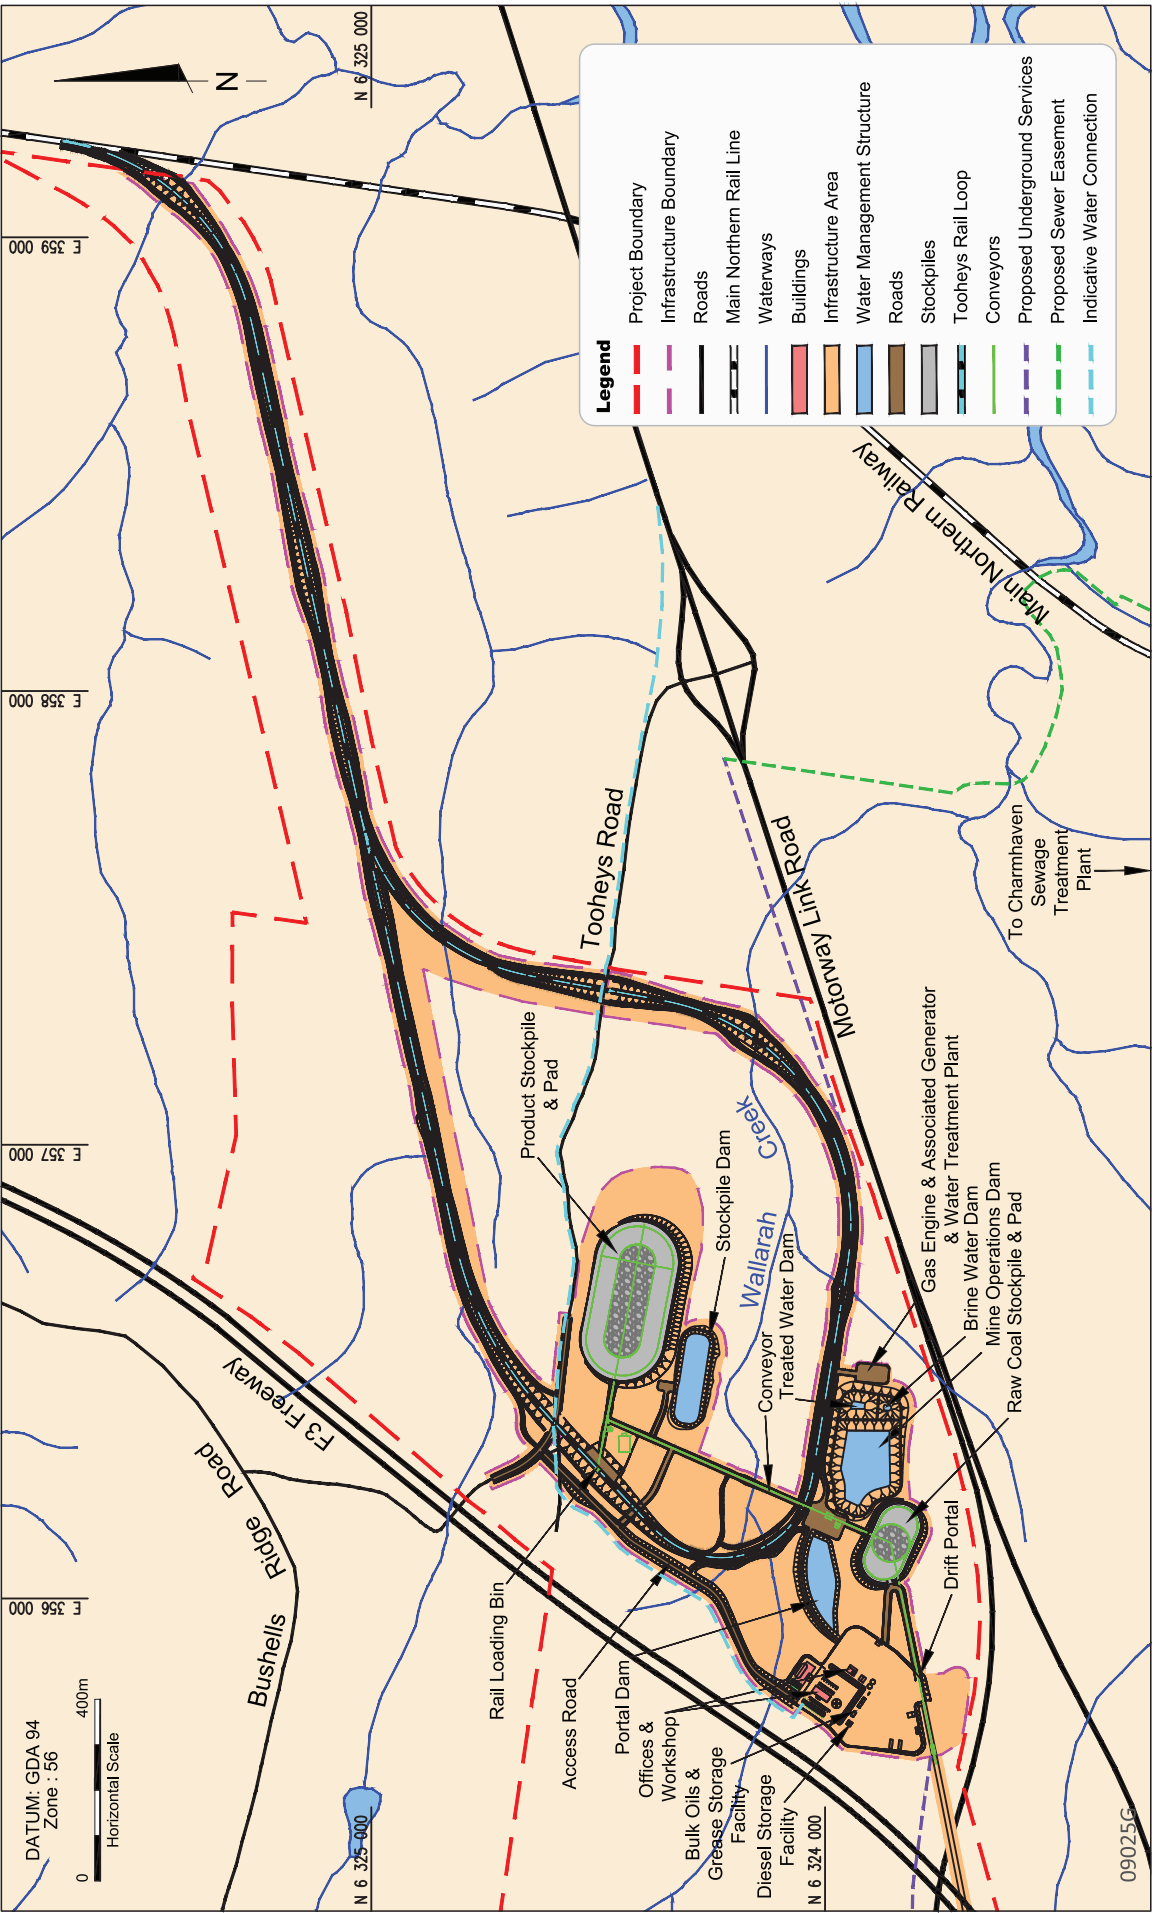 DATUM: GDA 94
Zone : 56
0
400m
Horizontal Scale
N
N 6 325 000
N 6 325 000
N 6 324 000
E 356 000
E 357 000
E 358 000
E 359 000
Bushells
Ridge
Road
F3 Freeway
Tooheys Road
Motorway Link Road
Main Northern Railway
Wallarah
Creek
Product Stockpile
& Pad
Stockpile Dam
Conveyor
Treated Water Dam
Gas Engine & Associated Generator
& Water Treatment Plant
Brine Water Dam
Mine Operations Dam
Raw Coal Stockpile & Pad
Drift Portal
Rail Loading Bin
Access Road
Portal Dam
Offices &
Workshop
Bulk Oils &
Grease Storage
Facility
Diesel Storage
Facility
To Charmhaven
Sewage
Treatment
Plant
Legend
Project Boundary
Infrastructure Boundary
Roads
Main Northern Rail Line
Waterways
Buildings
Infrastructure Area
Water Management Structure
Roads
Stockpiles
Tooheys Rail Loop
Conveyors
Proposed Underground Services
Proposed Sewer Easement
Indicative Water Connection
09025G